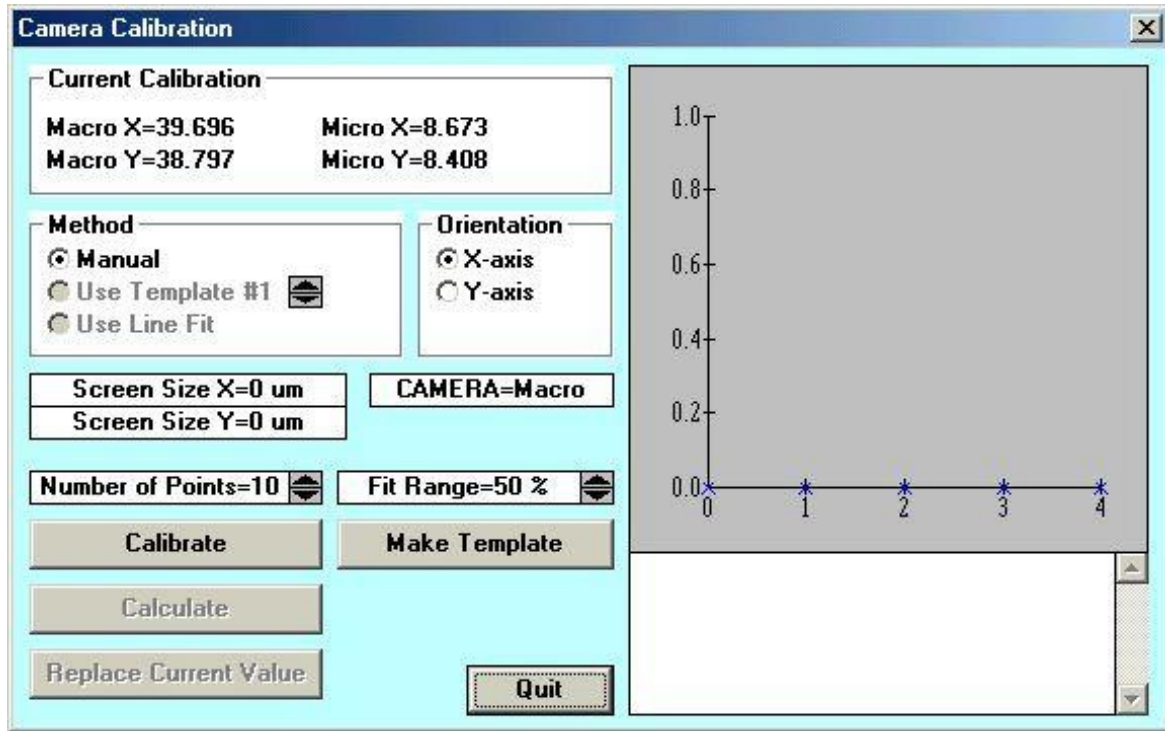 Camera Calibration
Current Calibration
Macro X=39.696 Micro X=8.673
Macro Y=38.797 Micro Y=8.408
Method
Manual
Use Template #1
Use Line Fit
Orientation
X-axis
Y-axis
Screen Size X=0 um
Screen Size Y=0 um
CAMERA=Macro
Number of Points=10
Fit Range=50 %
Calibrate
Make Template
Calculate
Replace Current Value
Quit
1.0
0.8
0.6
0.4
0.2
0.0
0 1 2 3 4